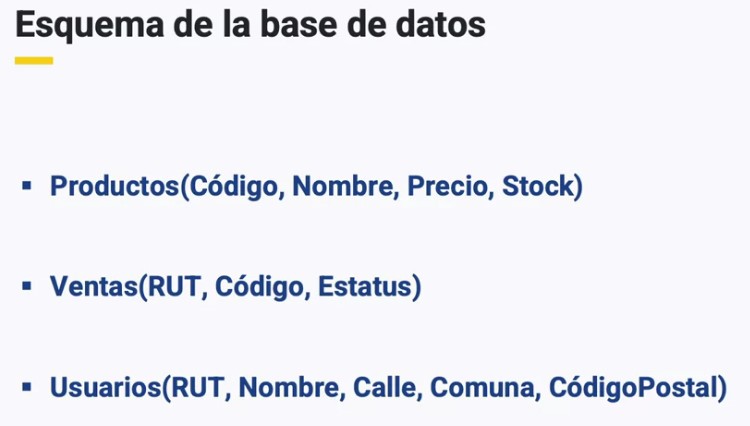 Esquema de la base de datos
▪ Productos(Código, Nombre, Precio, Stock)
▪ Ventas(RUT, Código, Estatus)
▪ Usuarios(RUT, Nombre, Calle, Comuna, CódigoPostal)